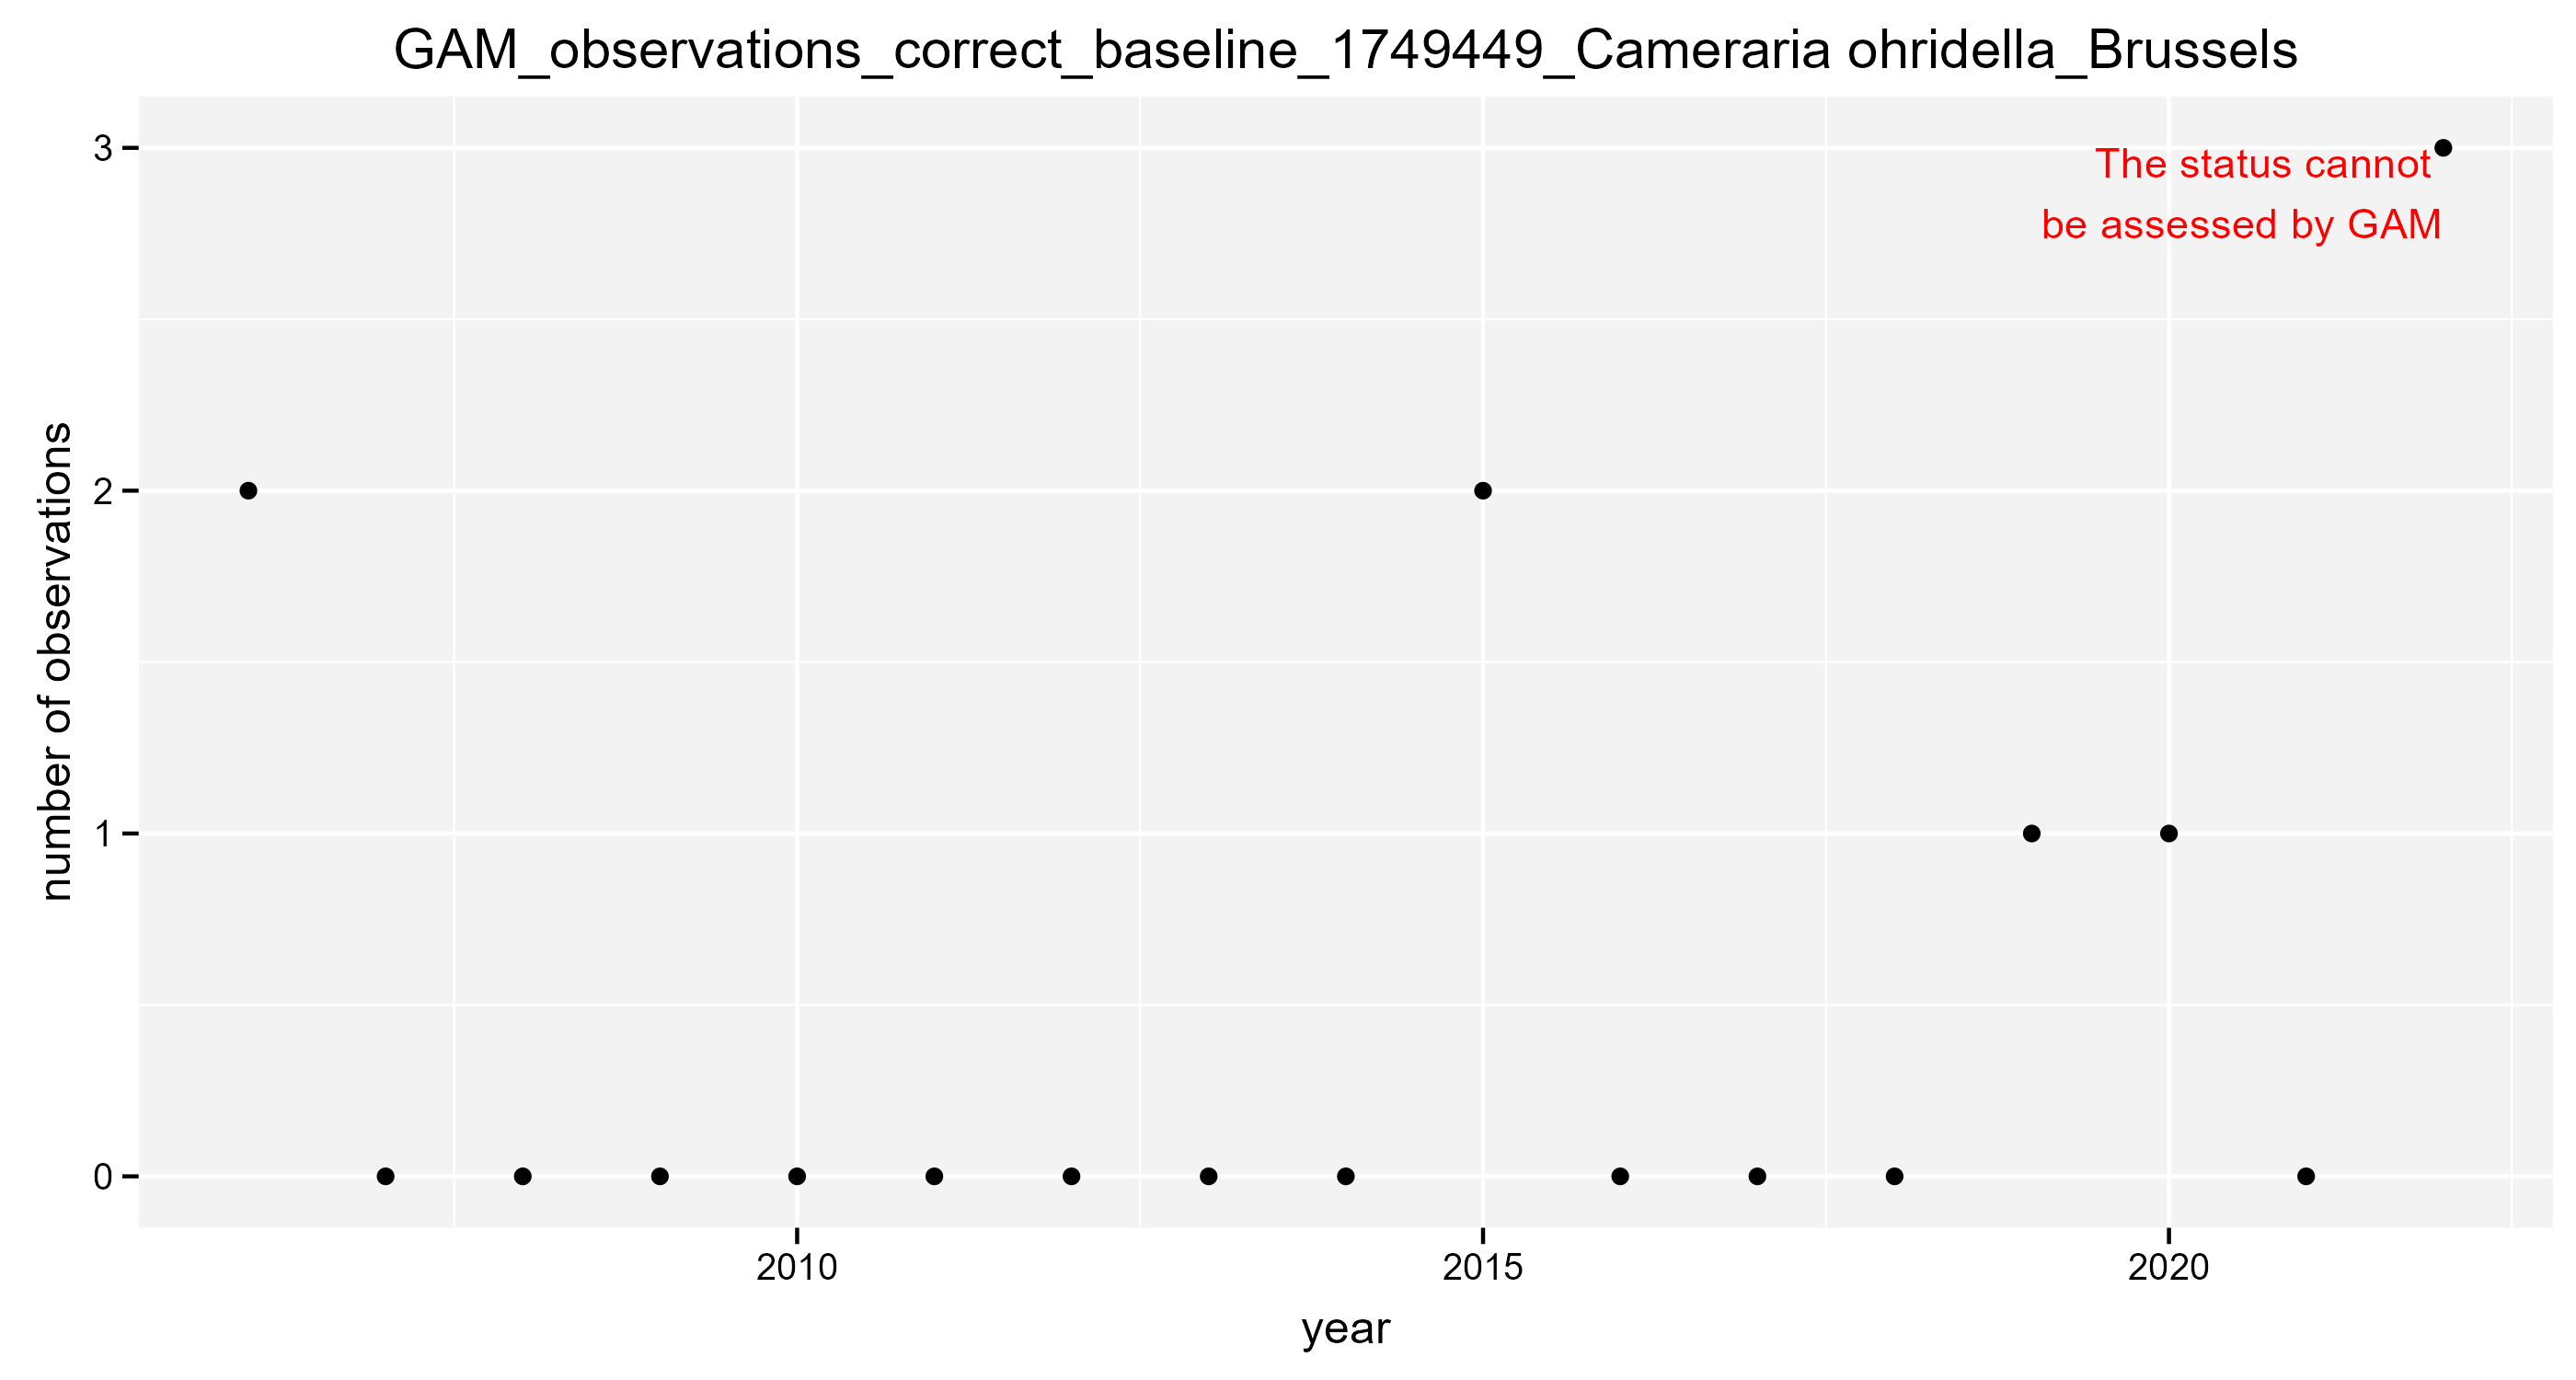 GAM_observations_correct_baseline_1749449_Cameraria ohridella_Brussels
3
The status cannot
be assessed by GAM
2
number of observations
1
0
2010 2015 2020
year